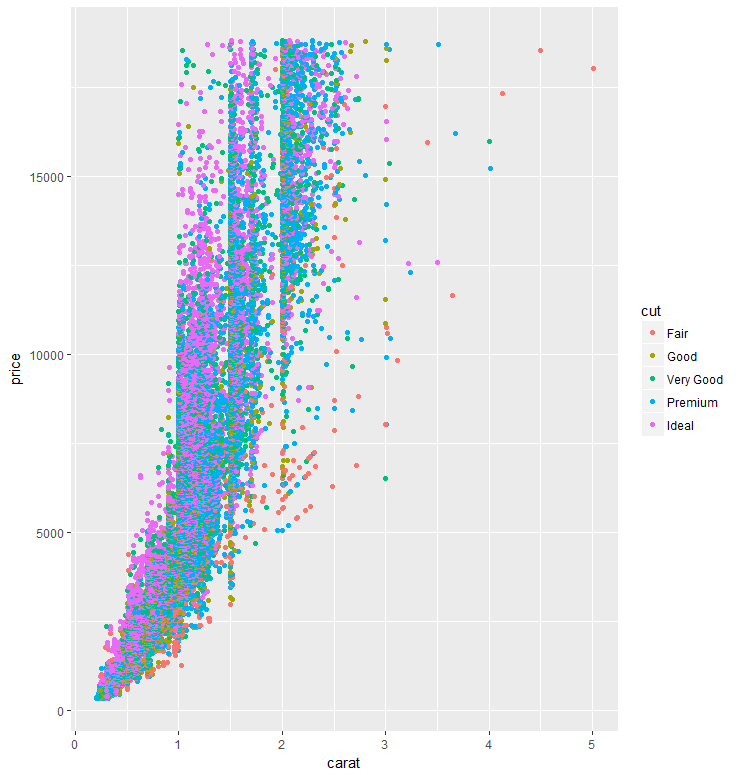 price
15000
10000
5000
0
0
1
2
3
4
5
carat
cut
Fair
Good
Very Good
Premium
Ideal